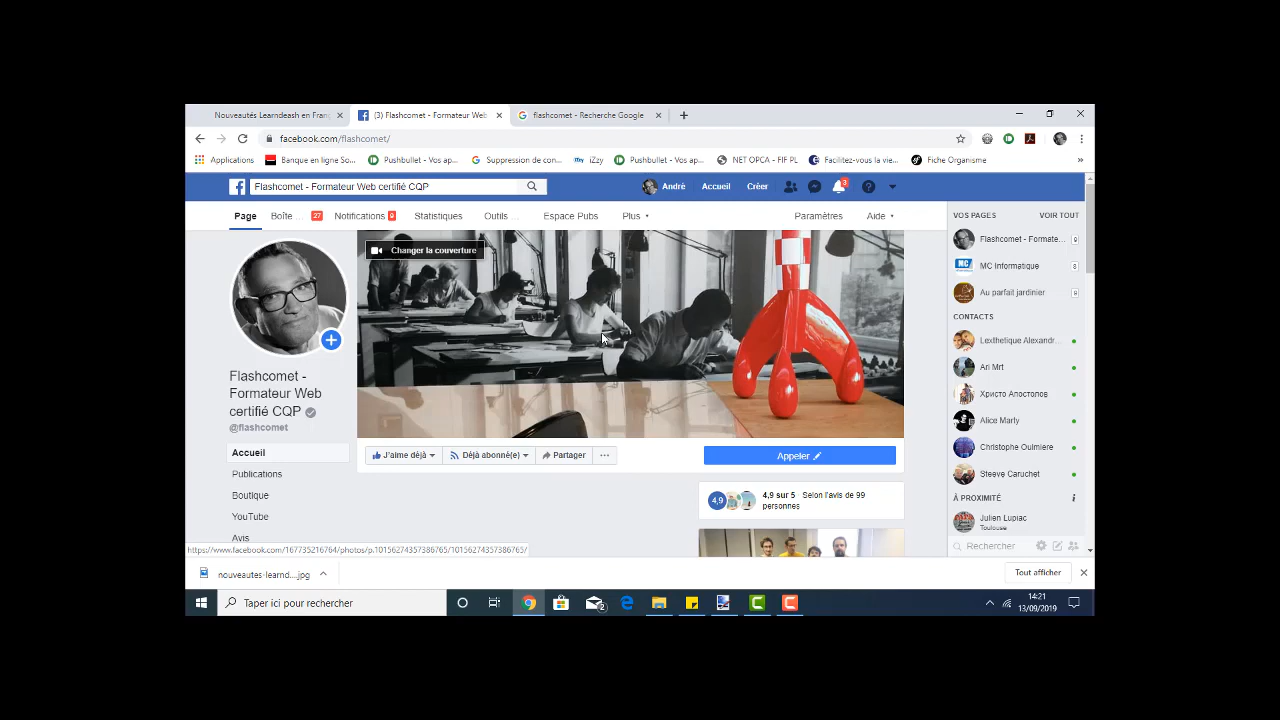 Nouveautés Learndeash en Fran
(3) Flashcomet - Formateur Web
flashcomet - Recherche Google
facebook.com/flashcomet/
Applications
Banque en ligne So...
Pushbullet - Vos ap...
Suppression de con...
iZzy
Pushbullet - Vos ap...
NET OPCA - FIF PL
Facilitez-vous la vie...
Fiche Organisme
Flashcomet - Formateur Web certifié CQP
André
Accueil
Créer
3
Page
Boîte...
27
Notifications
9
Statistiques
Outils ...
Espace Pubs
Plus
Paramètres
Aide
Changer la couverture
Flashcomet -
Formateur Web
certifié CQP
@flashcomet
Accueil
Publications
Boutique
YouTube
Avis
J'aime déjà
Déjà abonné(e)
Partager
...
Appeler
4,9
4,9 sur 5 · Selon l'avis de 99
personnes
VOS PAGES
VOIR TOUT
Flashcomet - Formate...
MC Informatique
Au parfait jardinier
CONTACTS
Lexthetique Alexandr...
Ari Mrt
Христо Апостолов
Alice Marty
Christophe Oulmiere
Steeve Caruchet
À PROXIMITÉ
Julien Lupiac
Toulouse
Rechercher
https://www.facebook.com/167735216764/photos/p.10156274357386765/10156274357386765/
nouveautes-learnd....jpg
Tout afficher
Taper ici pour rechercher
2
14:21
13/09/2019